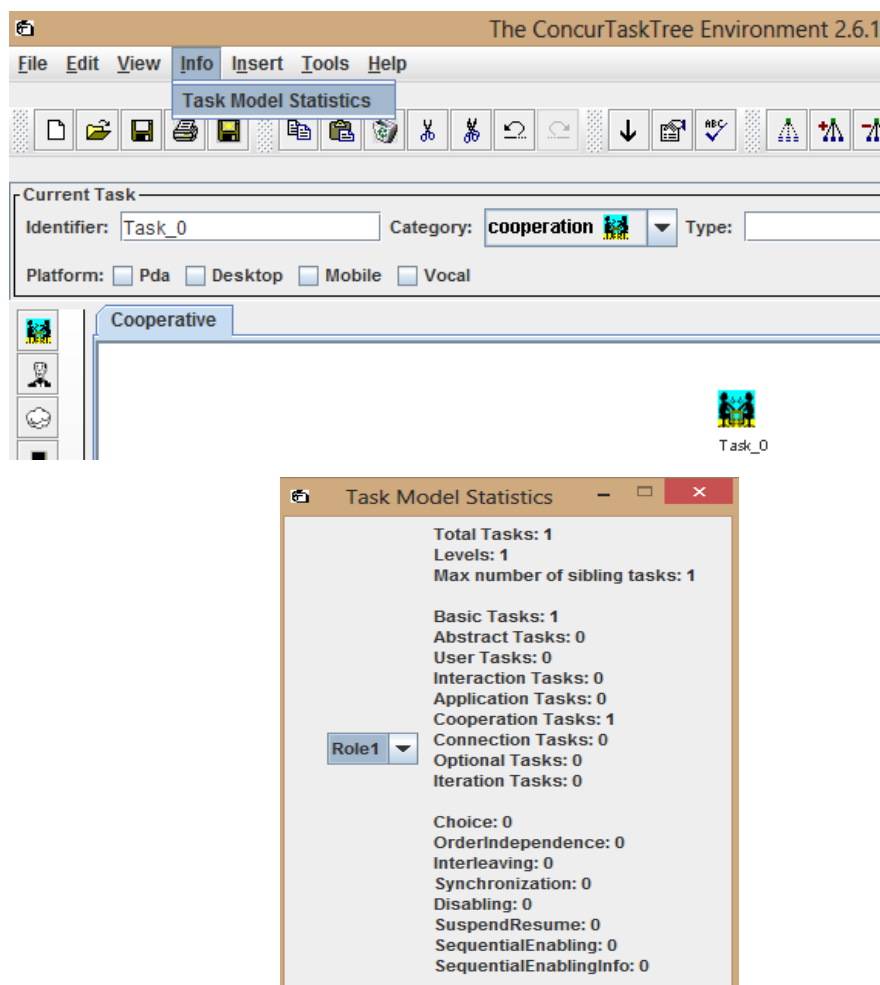 The ConcurTaskTree Environment 2.6.1
File Edit View Info Insert Tools Help
Task Model Statistics
ABC
Current Task
Identifier: Task_0 Category: cooperation Type:
Platform: Pda Desktop Mobile Vocal
Cooperative
Task_0
Task Model Statistics
Total Tasks: 1
Levels: 1
Max number of sibling tasks: 1
Basic Tasks: 1
Abstract Tasks: 0
User Tasks: 0
Interaction Tasks: 0
Application Tasks: 0
Cooperation Tasks: 1
Role1
Connection Tasks: 0
Optional Tasks: 0
Iteration Tasks: 0
Choice: 0
OrderIndependence: 0
Interleaving: 0
Synchronization: 0
Disabling: 0
SuspendResume: 0
SequentialEnabling: 0
SequentialEnablingInfo: 0